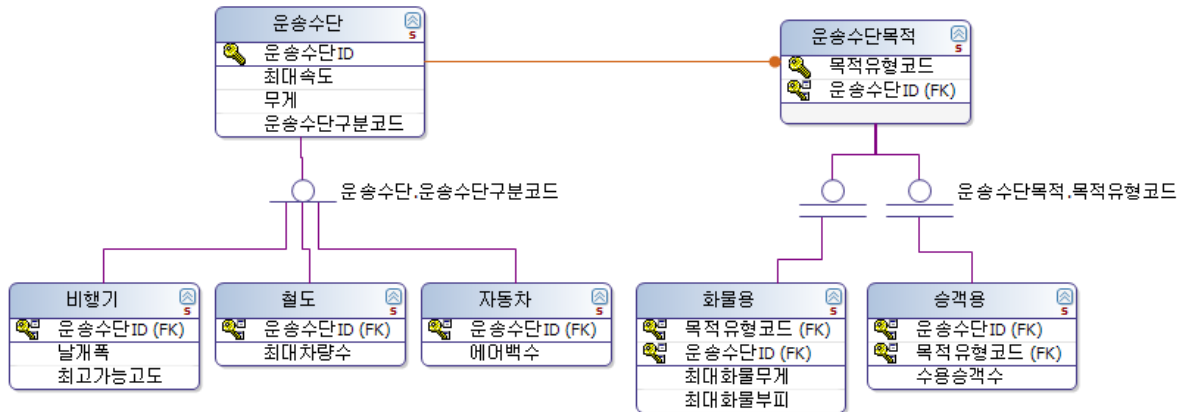 운송수단
s
운송수단ID
최대속도
무게
운송수단구분코드
운송수단목적
s
목적유형코드
운송수단ID (FK)
운송수단.운송수단구분코드
운송수단목적.목적유형코드
비행기
s
운송수단ID (FK)
날개폭
최고가능고도
철도
s
운송수단ID (FK)
최대차량수
자동차
s
운송수단ID (FK)
에어백수
화물용
s
목적유형코드 (FK)
운송수단ID (FK)
최대화물무게
최대화물부피
승객용
s
운송수단ID (FK)
목적유형코드 (FK)
수용승객수